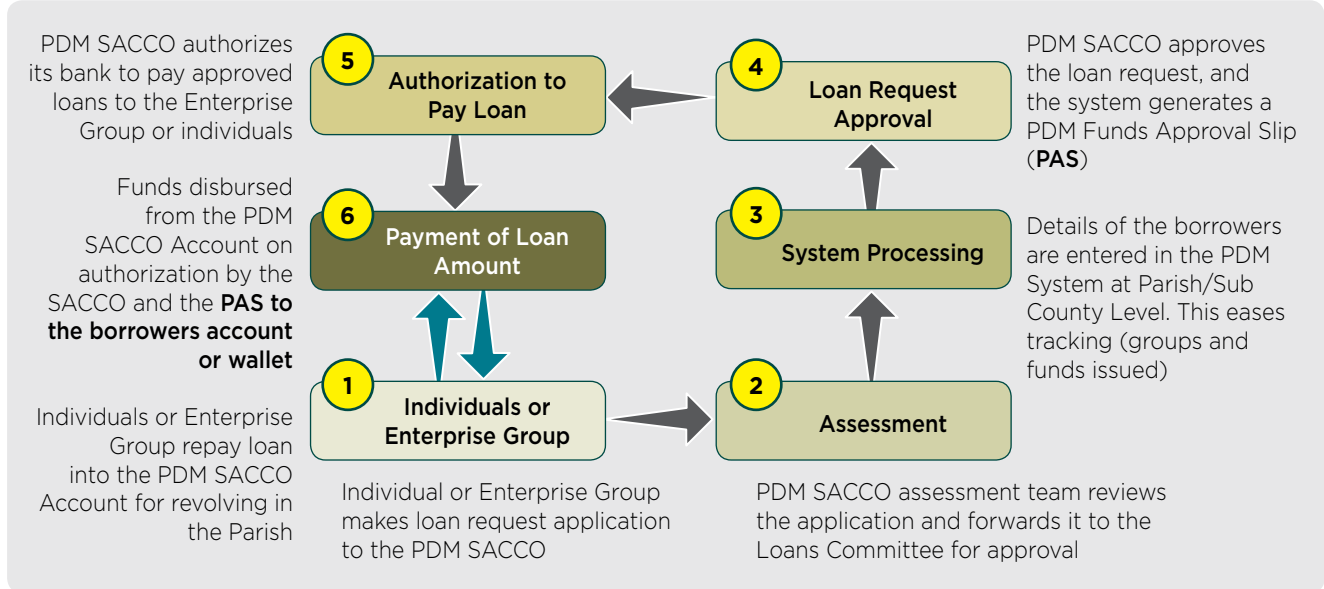 PDM SACCO authorizes
its bank to pay approved
loans to the Enterprise
Group or individuals
5
Authorization to
Pay Loan
4
Loan Request
Approval
PDM SACCO approves
the loan request, and
the system generates a
PDM Funds Approval Slip
(PAS)
Funds disbursed
from the PDM
SACCO Account on
authorization by the
SACCO and the PAS to
the borrowers account
or wallet
6
Payment of Loan
Amount
3
System Processing
Details of the borrowers
are entered in the PDM
System at Parish/Sub
County Level. This eases
tracking (groups and
funds issued)
Individuals or Enterprise
Group repay loan
into the PDM SACCO
Account for revolving in
the Parish
1
Individuals or
Enterprise Group
2
Assessment
Individual or Enterprise Group
makes loan request application
to the PDM SACCO
PDM SACCO assessment team reviews
the application and forwards it to the
Loans Committee for approval